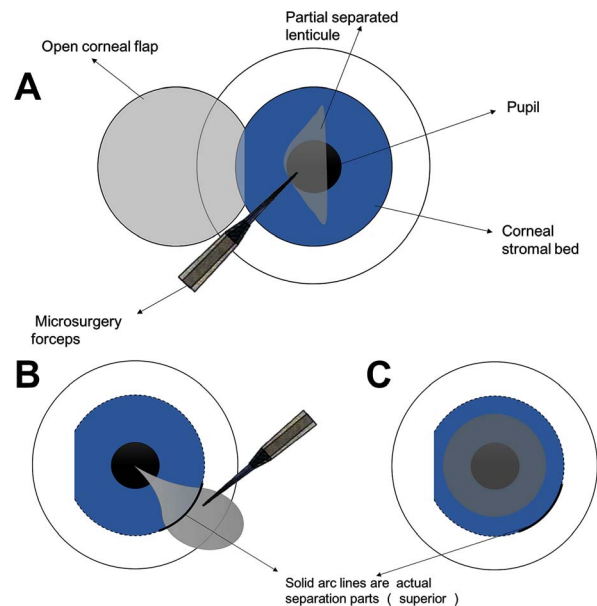 Partial separated
lenticule
Open corneal flap
A
Pupil
Corneal
stromal bed
Microsurgery
forceps
B
C
Solid arc lines are actual
separation parts ( superior )